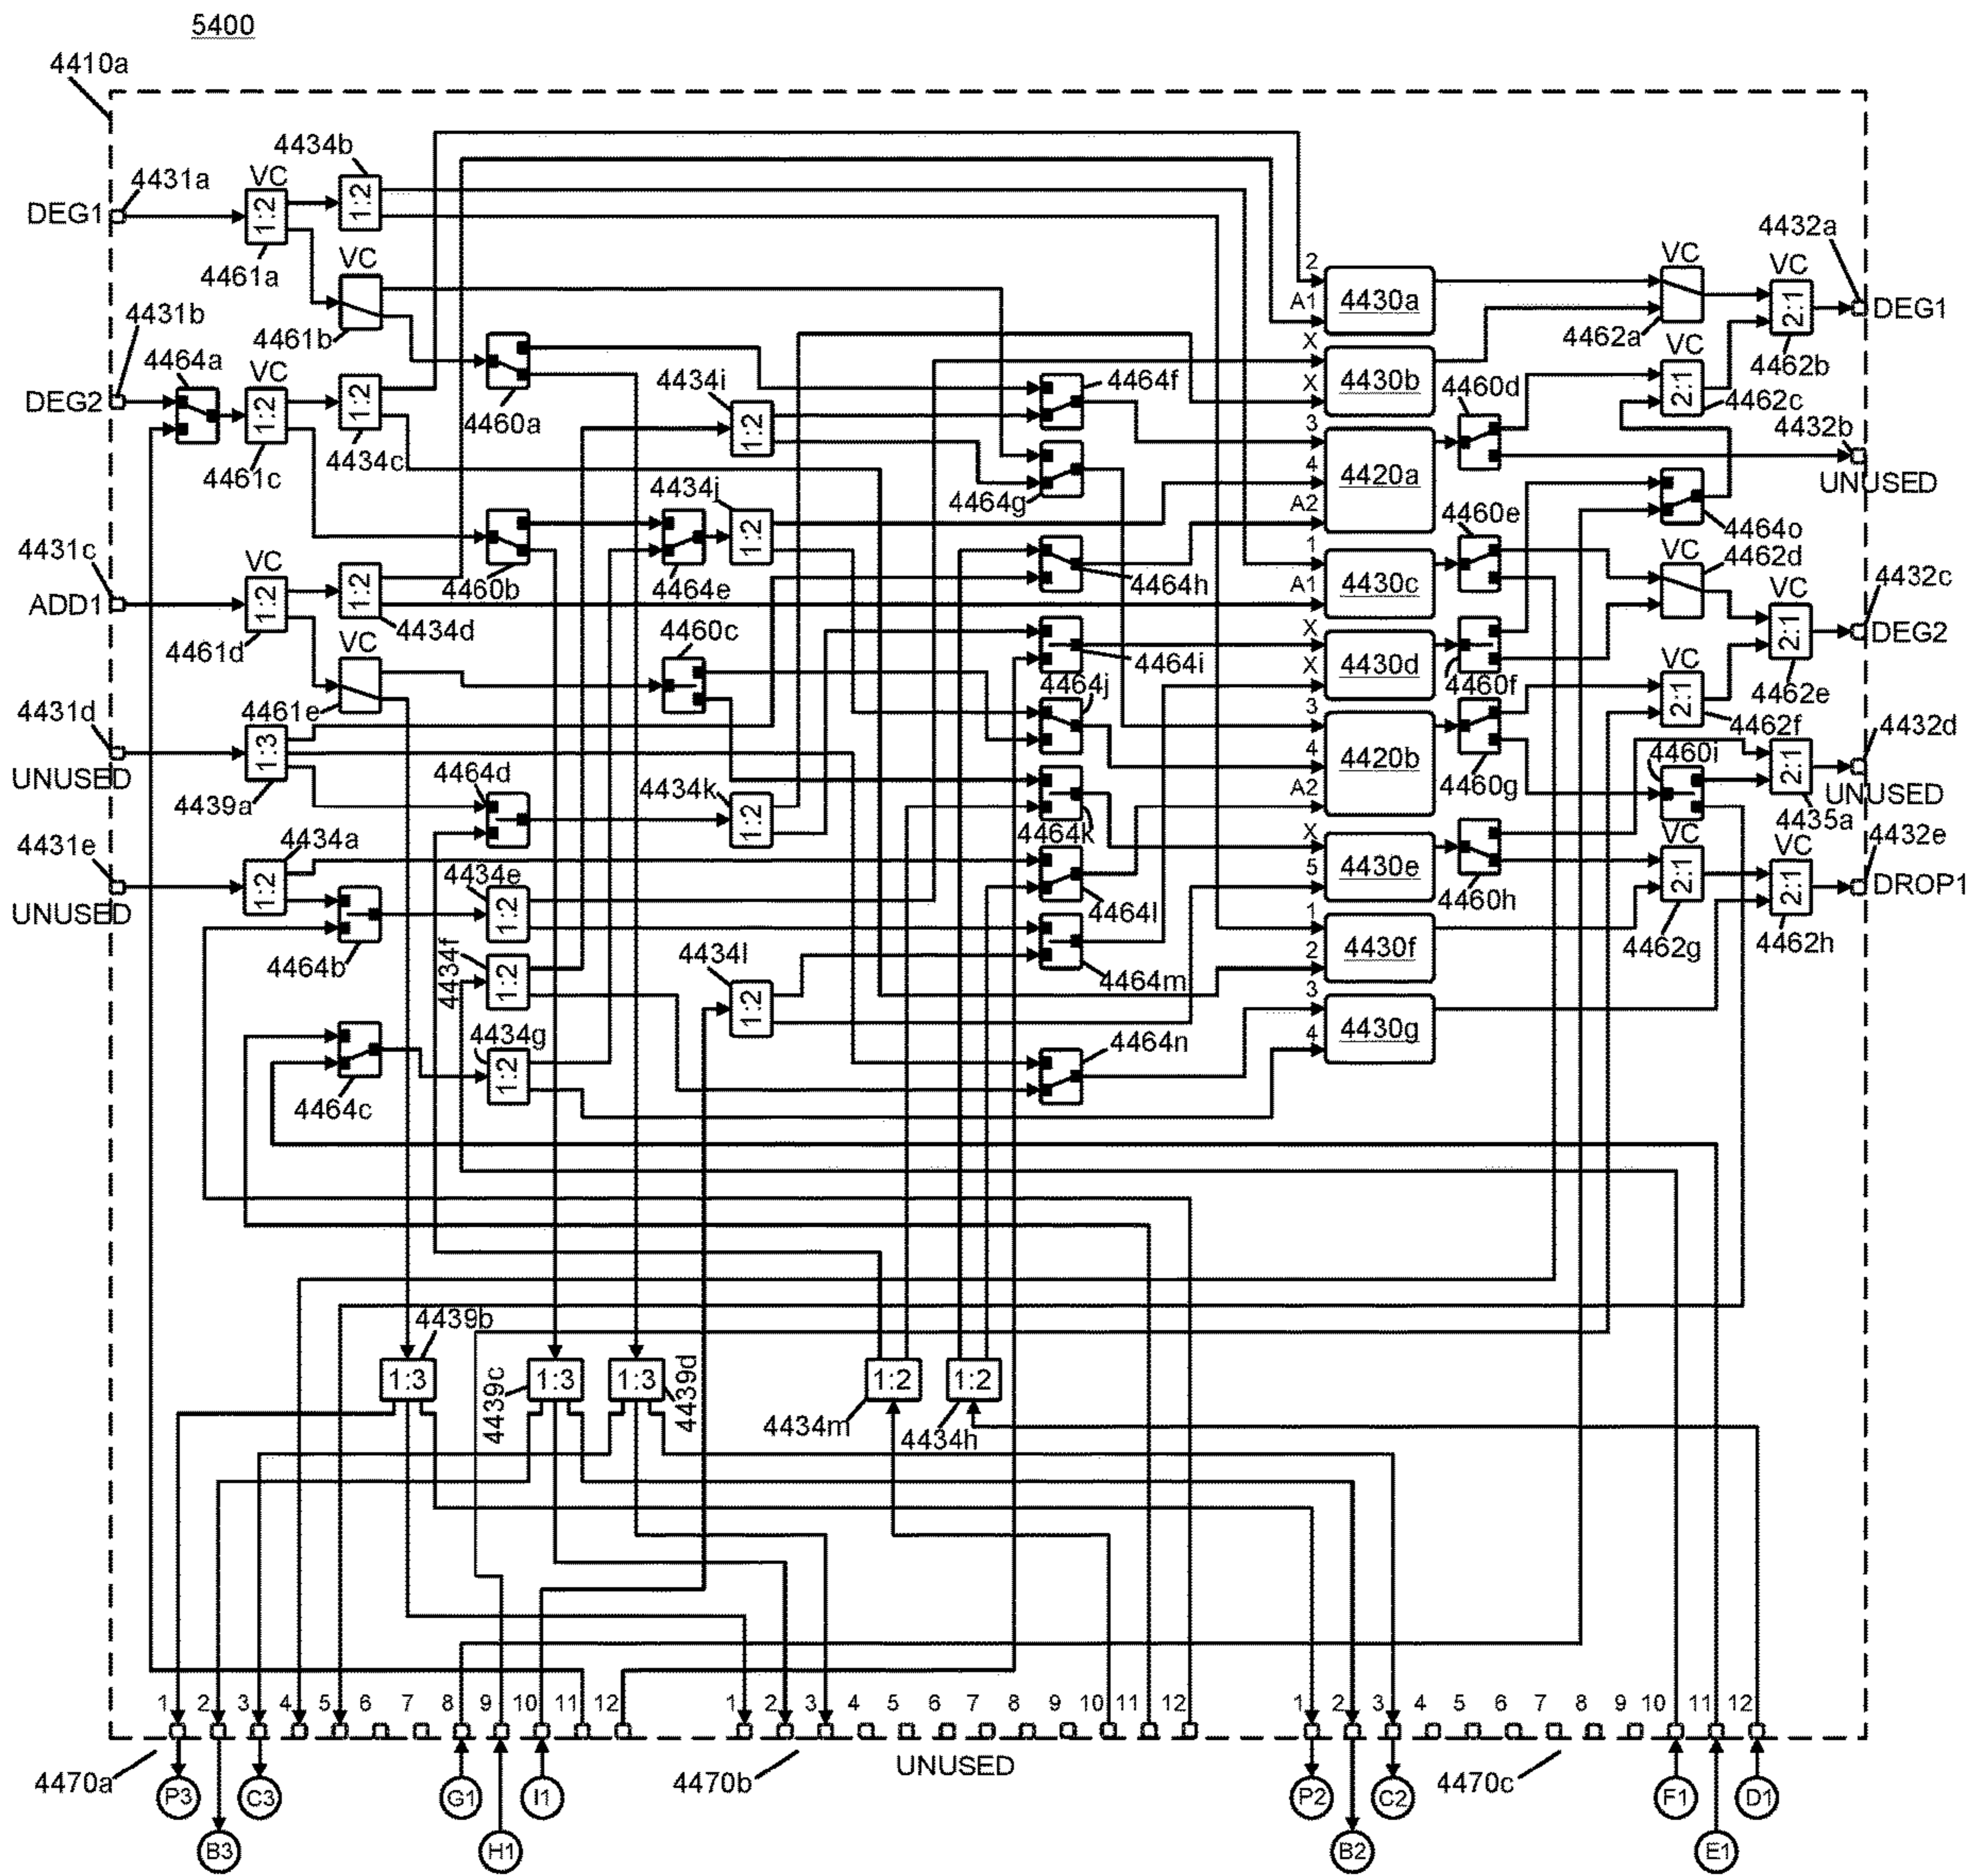 5400
4410a
4434b
4431a
VC
1:2
1:2
DEG1
4461a
VC
4432a
VC
VC
2
4430a
A1
2:1
DEG1
4431b
4461b
4462a
4464a
VC
X
4430b
X
4462b
VC
DEG2
1:2
1:2
4460a
4434i
1:2
4464f
4460d
2:1
4462c
4461c
4434c
3
4420a
4
A2
4432b
UNUSED
4464g
4434j
1:2
4460e
4464o
4431c
VC
1:2
1:2
4460b
4464e
4464h
1
4430c
A1
VC
4462d
VC
4432c
ADD1
4434d
4461d
VC
4460c
X
4430d
X
4464i
4460f
2:1
DEG2
VC
4462e
4431d
4461e
4464j
2:1
4462f
1:3
3
4420b
4
A2
4460g
4460i
2:1
4432d
UNUSED
4439a
4464d
4434k
1:2
4464k
UNUSED
4435a
4431e
4434a
1:2
X
4430e
5
VC
VC
4432e
UNUSED
4434e
1:2
4464l
4460h
2:1
2:1
DROP1
4464b
4434f
1:2
4434l
1:2
4464m
1
4430f
2
4462g
4462h
4464c
4434g
1:2
4464n
3
4430g
4
4439b
1:3
4439c
1:3
1:3
4439d
1:2
1:2
4434m
4434h
1 2 3 4 5 6 7 8 9 10 11 12
1 2 3 4 5 6 7 8 9 10 11 12
1 2 3 4 5 6 7 8 9 10 11 12
4470a
4470b
UNUSED
4470c
P3
C3
G1
I1
P2
C2
F1
D1
B3
H1
B2
E1